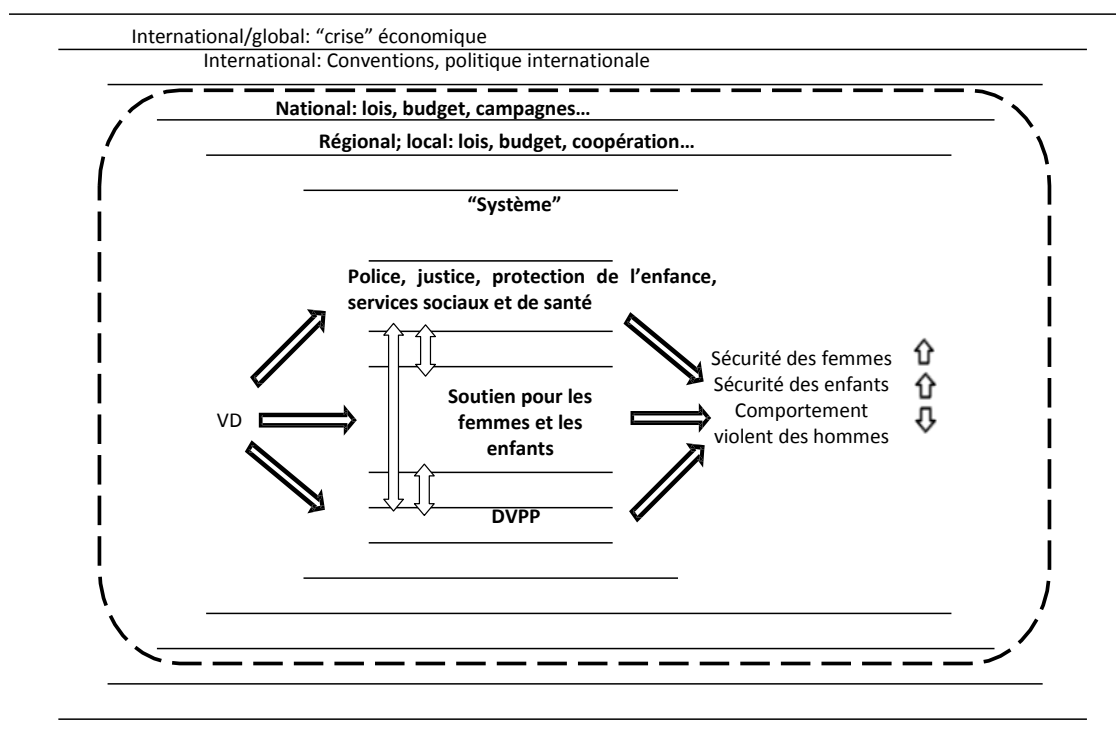 International/global: “crise” économique
International: Conventions, politique internationale
National: lois, budget, campagnes…
Régional; local: lois, budget, coopération…
“Système”
Police, justice, protection de l’enfance,
services sociaux et de santé
VD
Soutien pour les
femmes et les
enfants
DVPP
Sécurité des femmes
Sécurité des enfants
Comportement
violent des hommes